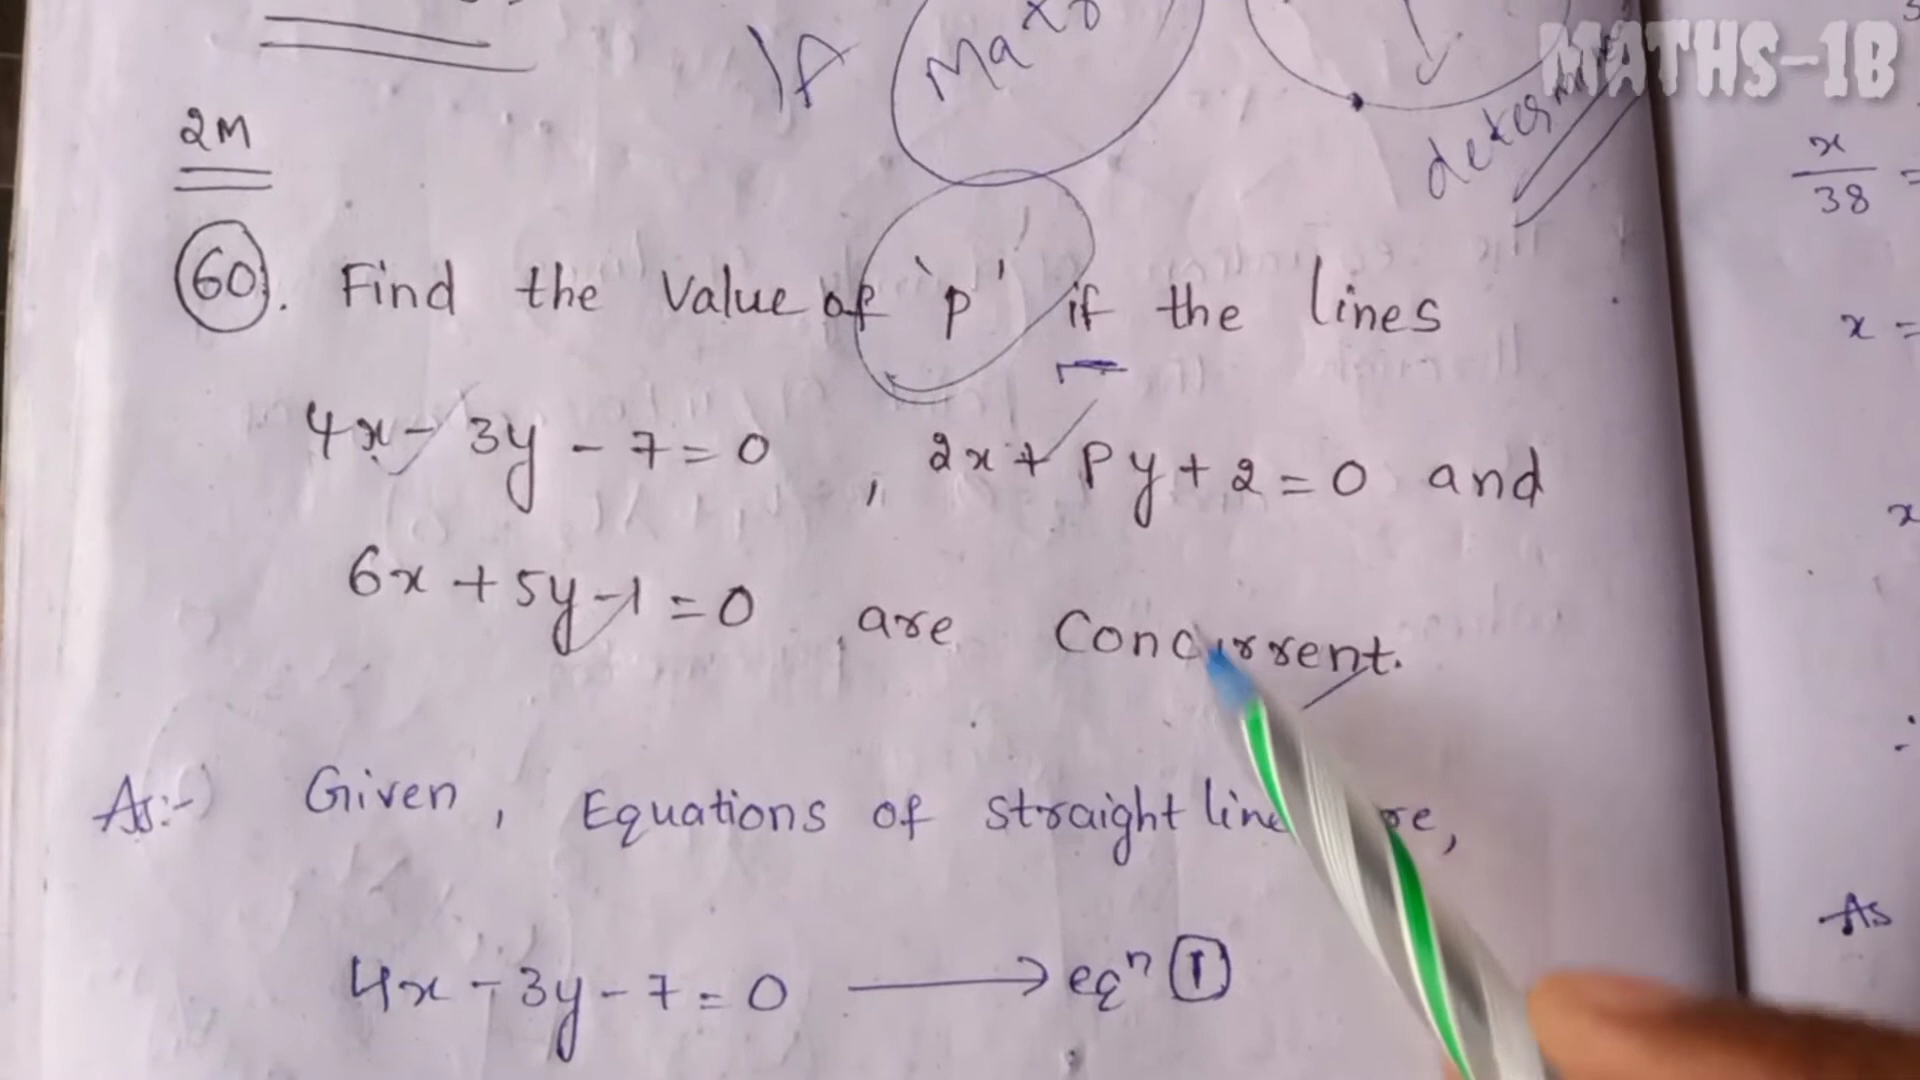 MATHS-1B
If
Max
2M
60. Find the Value of 'p' if the lines
4x - 3y - 7 = 0 , 2x + Py + 2 = 0 and
6x + 5y - 1 = 0 are Concurrent.
As:-) Given, Equations of straight line re,
4x - 3y - 7 = 0 → eqⁿ 1
x/38 =
x =
x
As